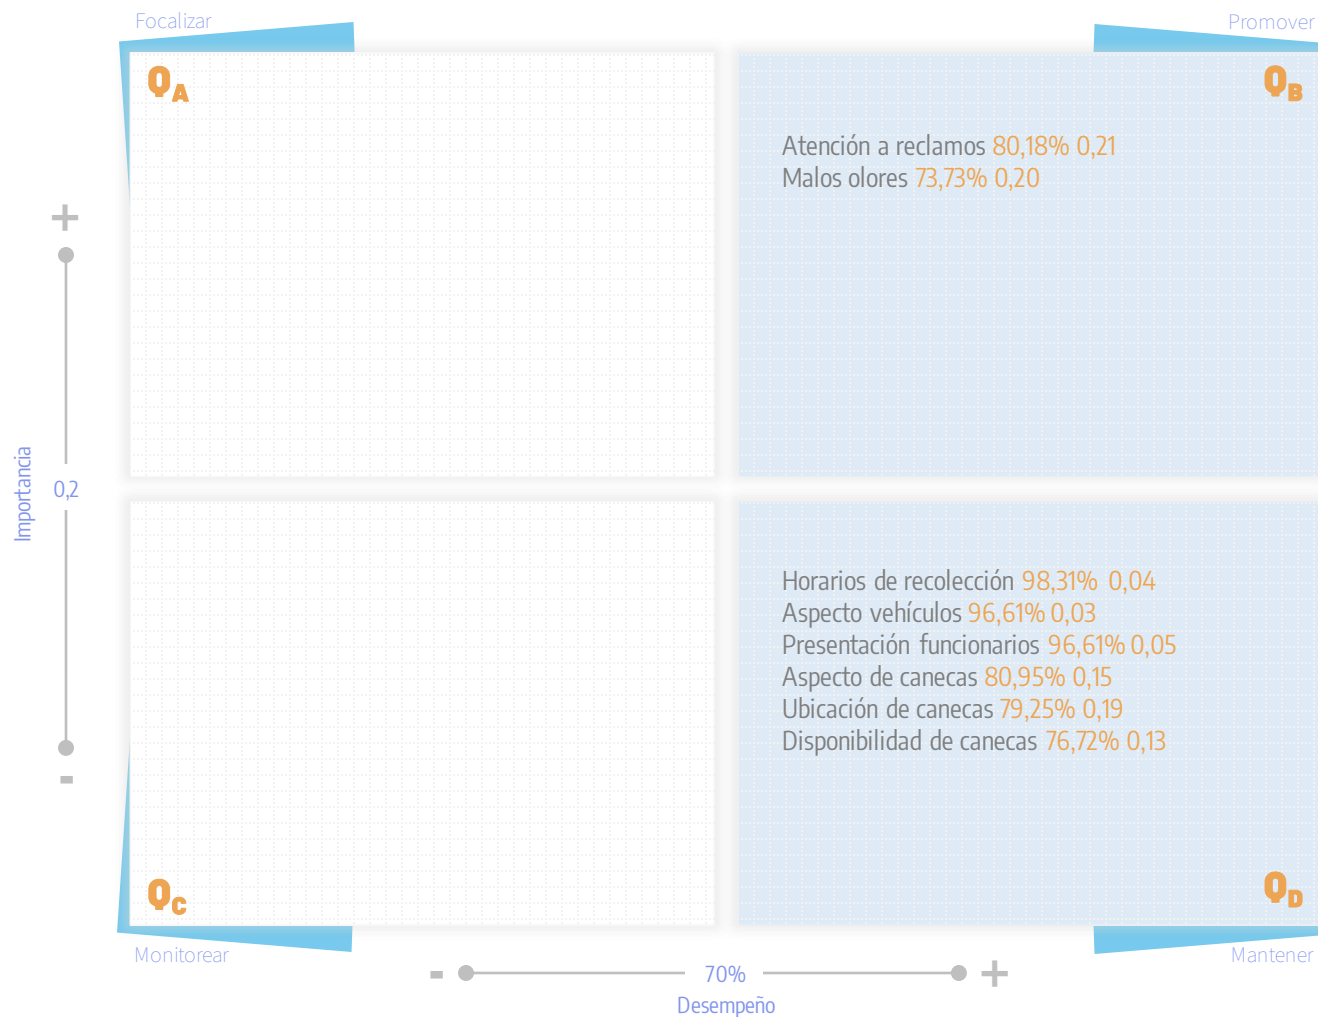 Focalizar
Promover
QA
QB
Atención a reclamos 80,18% 0,21
Malos olores 73,73% 0,20
+
Importancia
0,2
-
Horarios de recolección 98,31% 0,04
Aspecto vehículos 96,61% 0,03
Presentación funcionarios 96,61% 0,05
Aspecto de canecas 80,95% 0,15
Ubicación de canecas 79,25% 0,19
Disponibilidad de canecas 76,72% 0,13
QC
QD
Monitorear
Mantener
- 70% +
Desempeño